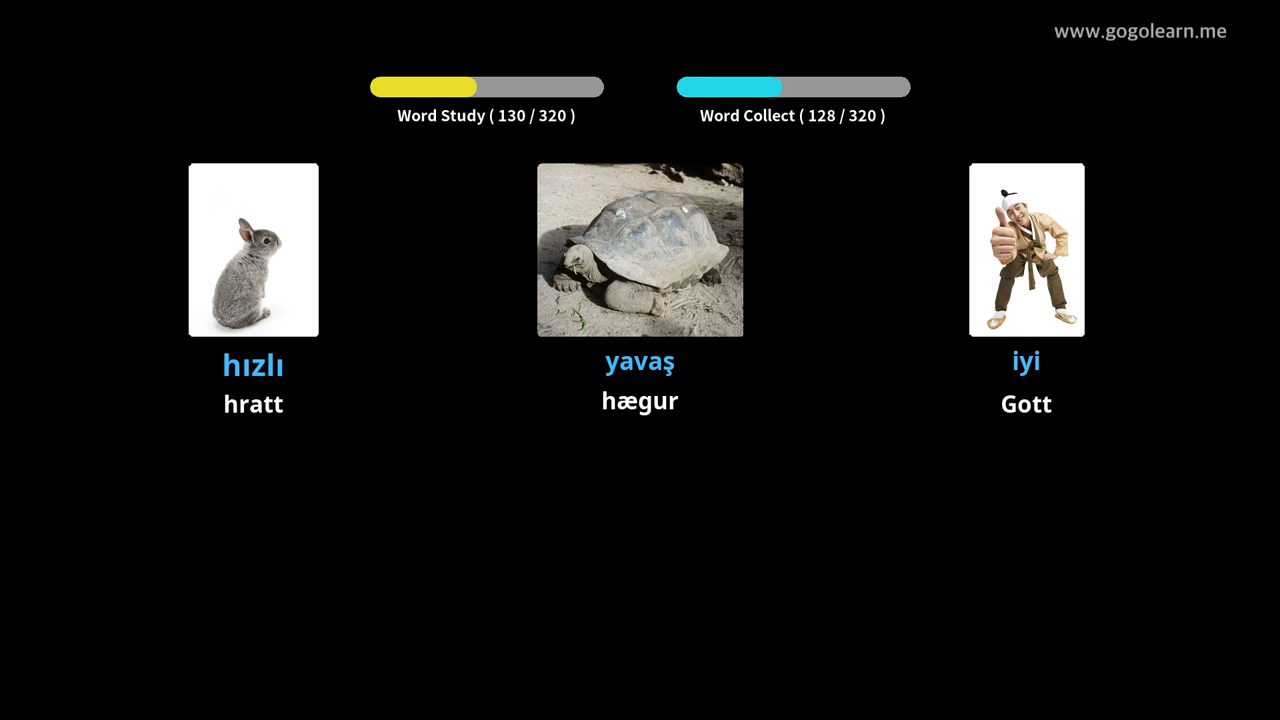 www.gogolearn.me
Word Study ( 130 / 320 )
Word Collect ( 128 / 320 )
hızlı
hratt
yavaş
hægur
iyi
Gott